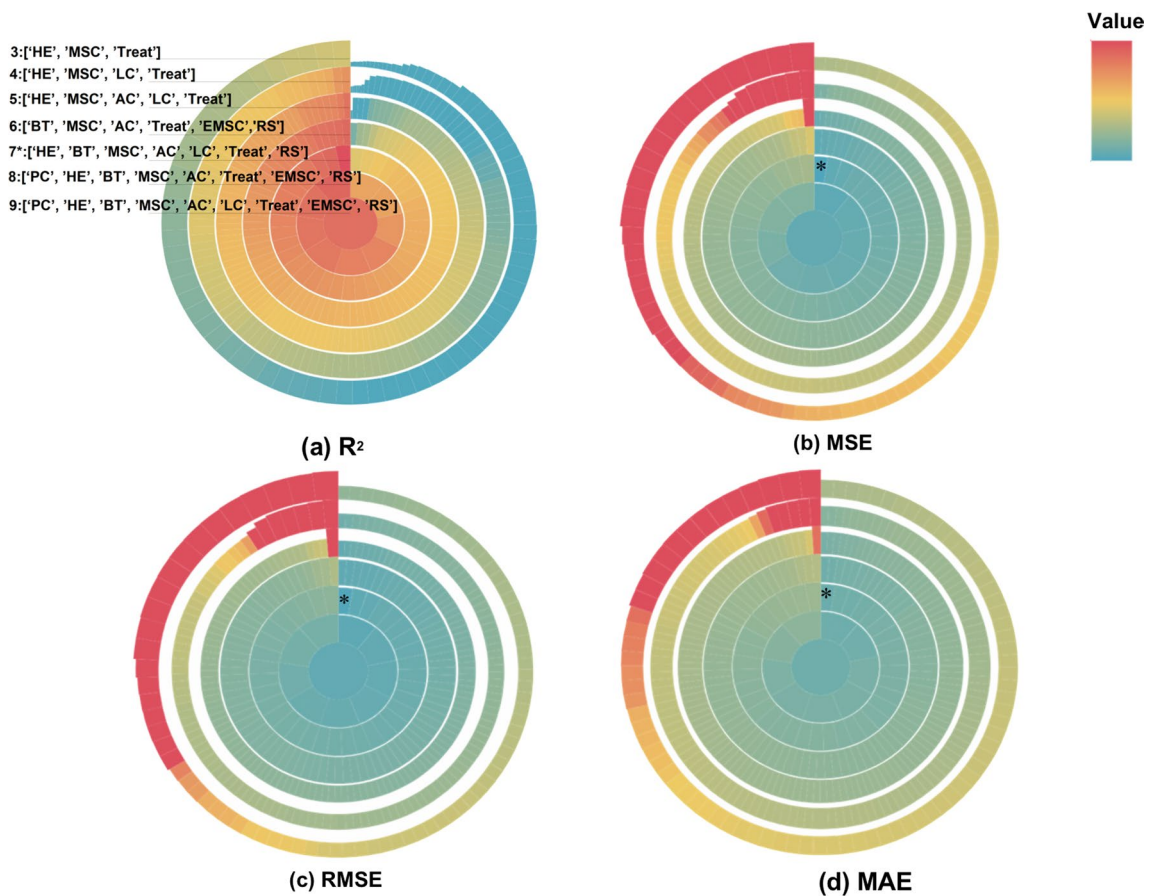 Value
3:[‘HE’, ’MSC’, ’Treat’]
4:[‘HE’, ’MSC’, ’LC’, ’Treat’]
5:[‘HE’, ’MSC’, ’AC’, ’LC’, ’Treat’]
6:[‘BT’, ’MSC’, ’AC’, ’Treat’, ’EMSC’,’RS’]
7*:[‘HE’, ’BT’, ’MSC’, ’AC’, ’LC’, ’Treat’, ’RS’]
8:[‘PC’, ’HE’, ’BT’, ’MSC’, ’AC’, ’Treat’, ’EMSC’, ’RS’]
9:[‘PC’, ’HE’, ’BT’, ’MSC’, ’AC’, ’LC’, ’Treat’, ’EMSC’, ’RS’]
*
(a) R²
(b) MSE
*
*
(c) RMSE
(d) MAE